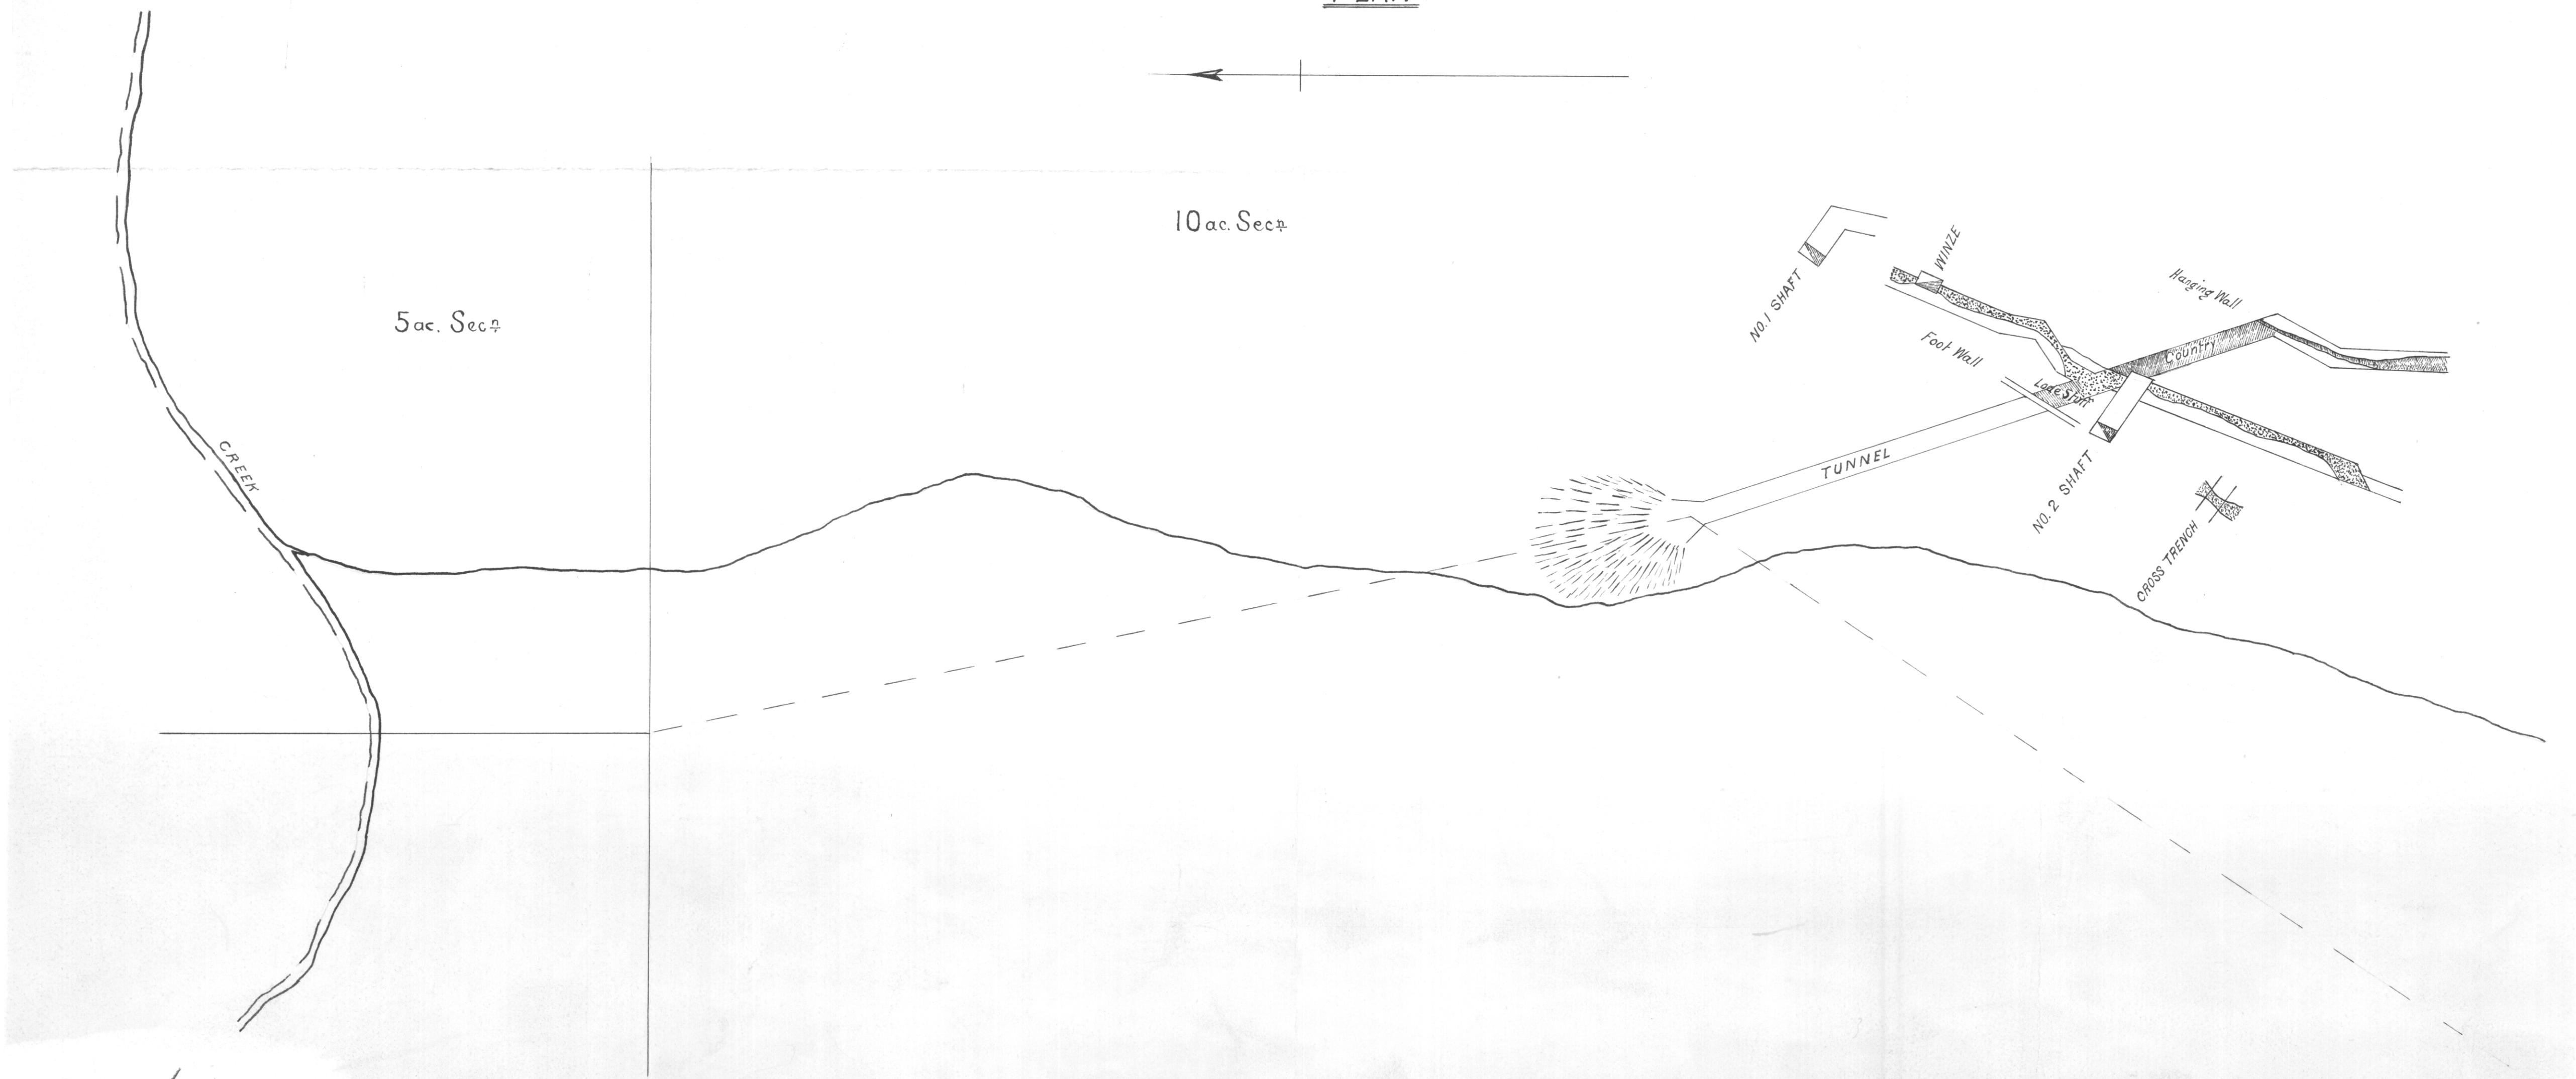 PLAN
10 ac. Secn
5 ac. Secn
CREEK
NO. 1 SHAFT
WINZE
Foot Wall
Hanging Wall
Country
Lode Stuff
TUNNEL
NO. 2 SHAFT
CROSS TRENCH